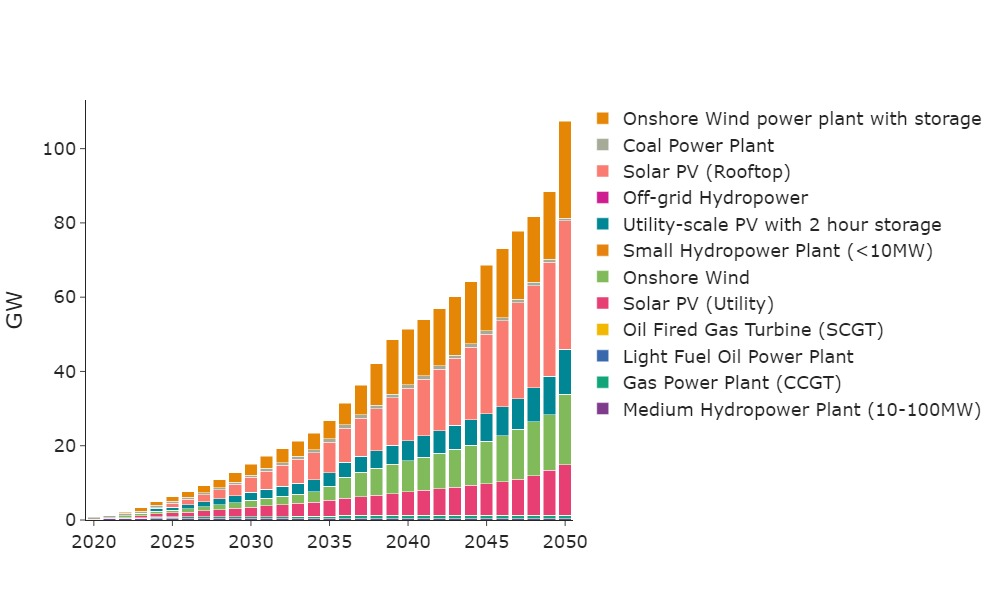 GW
100
80
60
40
20
0
2020 2025 2030 2035 2040 2045 2050
Onshore Wind power plant with storage
Coal Power Plant
Solar PV (Rooftop)
Off-grid Hydropower
Utility-scale PV with 2 hour storage
Small Hydropower Plant (<10MW)
Onshore Wind
Solar PV (Utility)
Oil Fired Gas Turbine (SCGT)
Light Fuel Oil Power Plant
Gas Power Plant (CCGT)
Medium Hydropower Plant (10-100MW)